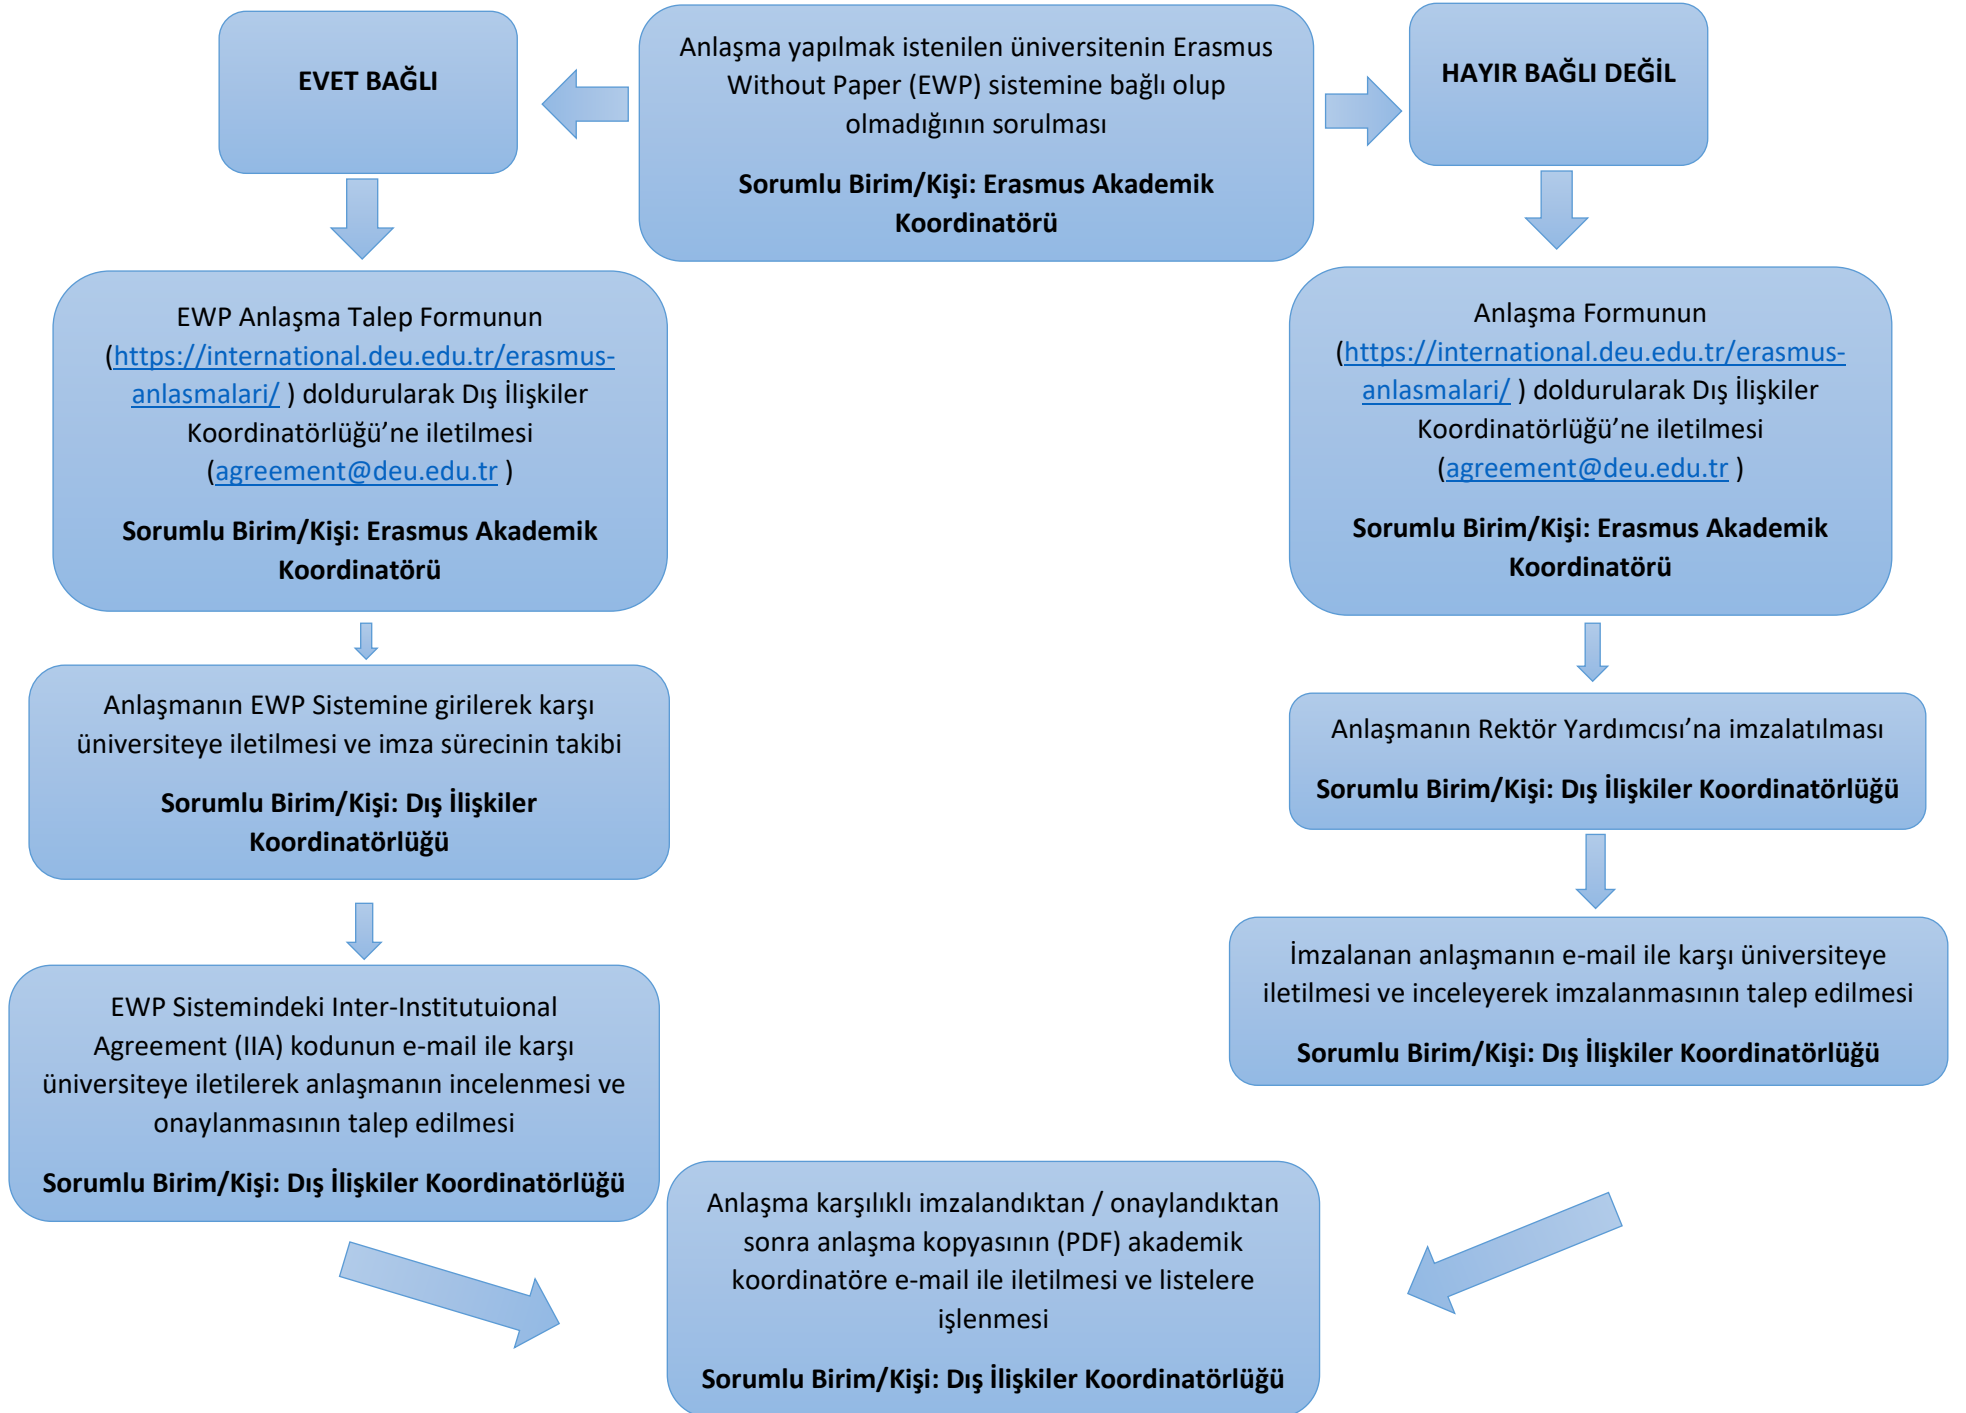 Anlaşma yapılmak istenilen üniversitenin Erasmus
Without Paper (EWP) sistemine bağlı olup
olmadığının sorulması
Sorumlu Birim/Kişi: Erasmus Akademik
Koordinatörü
EVET BAĞLI
EWP Anlaşma Talep Formunun
(https://international.deu.edu.tr/erasmus-
anlasmalari/ ) doldurularak Dış İlişkiler
Koordinatörlüğü’ne iletilmesi
(agreement@deu.edu.tr )
Sorumlu Birim/Kişi: Erasmus Akademik
Koordinatörü
Anlaşmanın EWP Sistemine girilerek karşı
üniversiteye iletilmesi ve imza sürecinin takibi
Sorumlu Birim/Kişi: Dış İlişkiler
Koordinatörlüğü
EWP Sistemindeki Inter-Institutuional
Agreement (IIA) kodunun e-mail ile karşı
üniversiteye iletilerek anlaşmanın incelenmesi ve
onaylanmasının talep edilmesi
Sorumlu Birim/Kişi: Dış İlişkiler Koordinatörlüğü
HAYIR BAĞLI DEĞİL
Anlaşma Formunun
(https://international.deu.edu.tr/erasmus-
anlasmalari/ ) doldurularak Dış İlişkiler
Koordinatörlüğü’ne iletilmesi
(agreement@deu.edu.tr )
Sorumlu Birim/Kişi: Erasmus Akademik
Koordinatörü
Anlaşmanın Rektör Yardımcısı’na imzalatılması
Sorumlu Birim/Kişi: Dış İlişkiler Koordinatörlüğü
İmzalanan anlaşmanın e-mail ile karşı üniversiteye
iletilmesi ve inceleyerek imzalanmasının talep edilmesi
Sorumlu Birim/Kişi: Dış İlişkiler Koordinatörlüğü
Anlaşma karşılıklı imzalandıktan / onaylandıktan
sonra anlaşma kopyasının (PDF) akademik
koordinatöre e-mail ile iletilmesi ve listelere
işlenmesi
Sorumlu Birim/Kişi: Dış İlişkiler Koordinatörlüğü